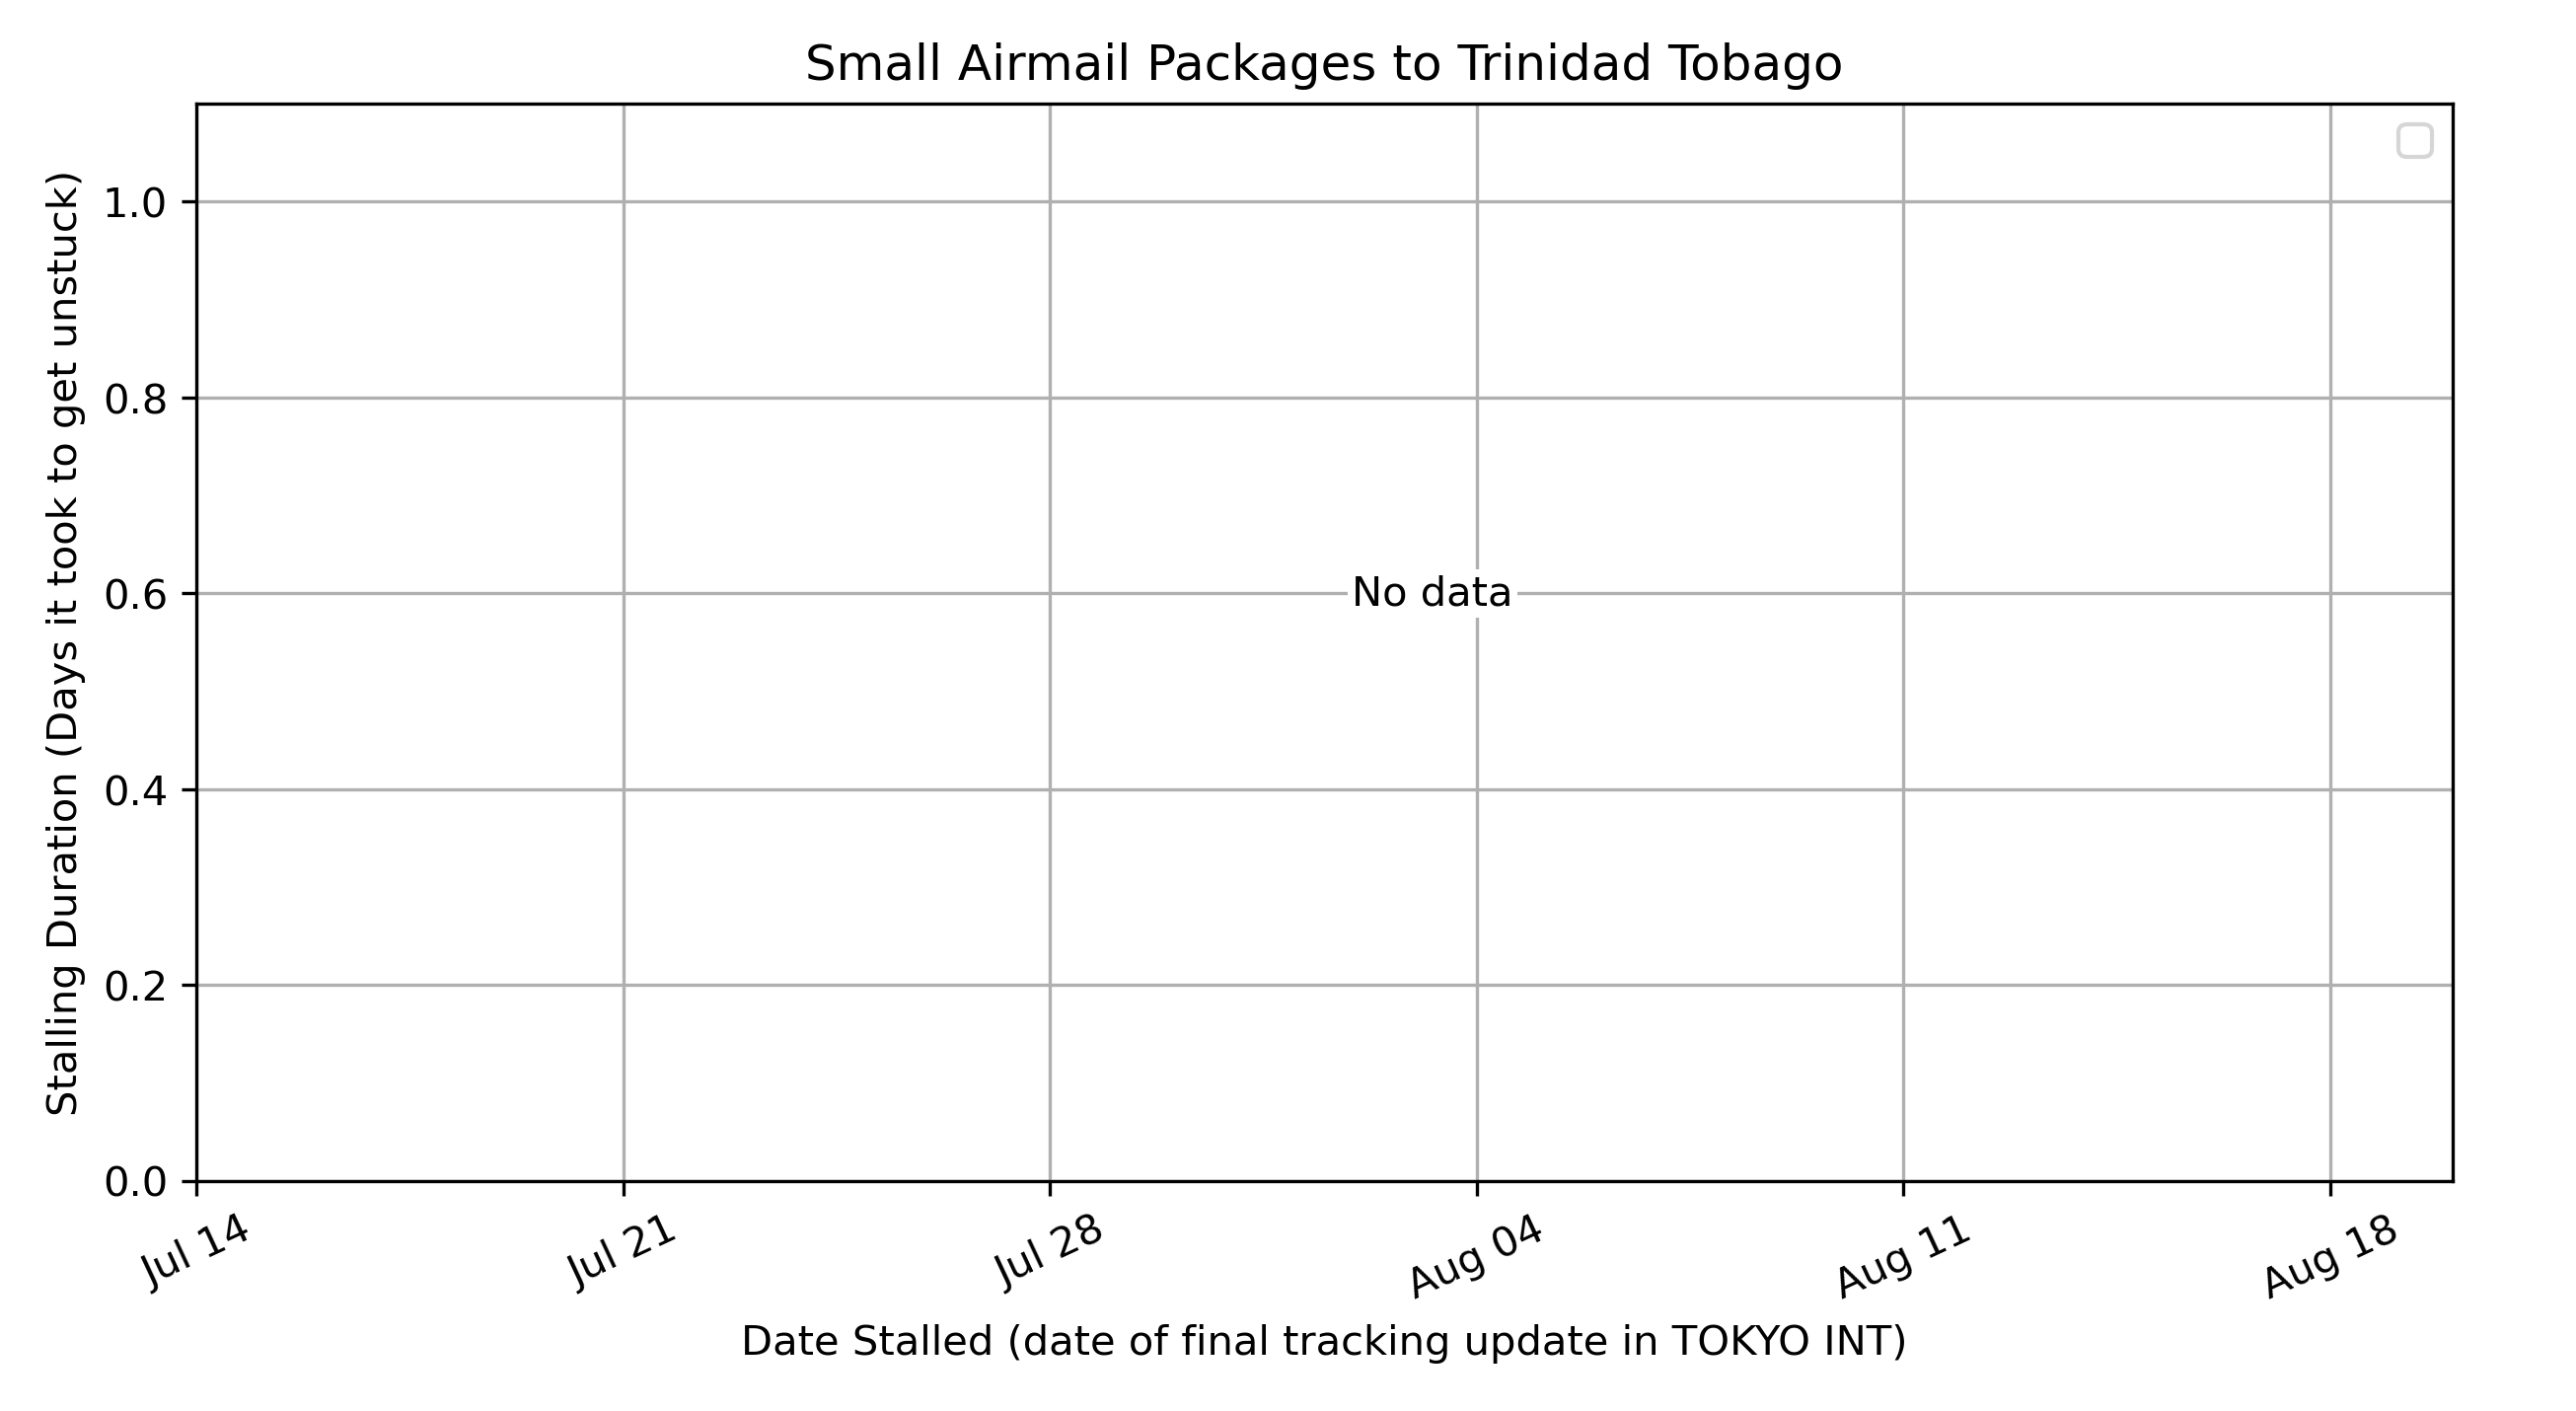 Small Airmail Packages to Trinidad Tobago
Stalling Duration (Days it took to get unstuck)
1.0
0.8
0.6
0.4
0.2
0.0
No data
Jul 14
Jul 21
Jul 28
Aug 04
Aug 11
Aug 18
Date Stalled (date of final tracking update in TOKYO INT)